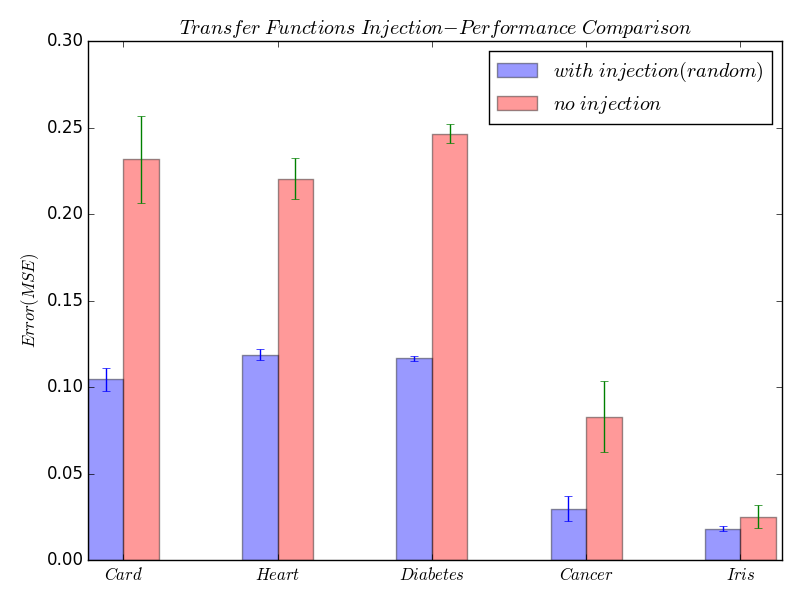 Transfer Functions Injection−Performance Comparison
with injection(random)
no injection
Error(MSE)
0.30
0.25
0.20
0.15
0.10
0.05
0.00
Card Heart Diabetes Cancer Iris